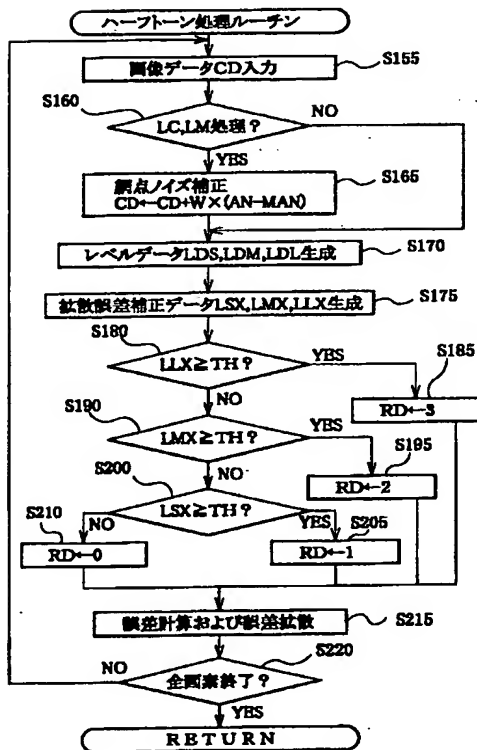 ハーフトーン処理ルーチン
画像データCD入力
S155
S160
LC,LM処理?
NO
YES
網点ノイズ補正
CD←CD+W×(AN-MAN)
S165
レベルデータLDS,LDM,LDL生成
S170
拡散誤差補正データLSX,LMX,LLX生成
S175
S180
LLX≧TH?
YES
S185
NO
RD←3
S190
LMX≧TH?
YES
S195
NO
RD←2
S200
LSX≧TH?
S210
NO
YES
S205
RD←0
RD←1
誤差計算および誤差拡散
S215
NO
S220
全画素終了?
YES
RETURN